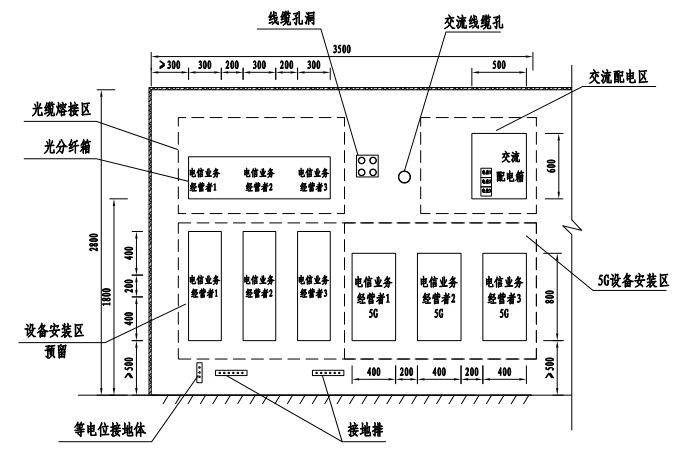 线缆孔洞
交流线缆孔
3500
≥300
300
200
300
200
300
500
交流配电区
光缆熔接区
光分纤箱
电信业务
经营者1
电信业务
经营者2
电信业务
经营者3
交流
配电箱
600
2800
1800
400
200
400
≥500
电信业务
经营者1
电信业务
经营者2
电信业务
经营者3
电信业务
经营者1
5G
电信业务
经营者2
5G
电信业务
经营者3
5G
5G设备安装区
800
≥500
设备安装区
预留
400
200
400
200
400
等电位接地体
接地排